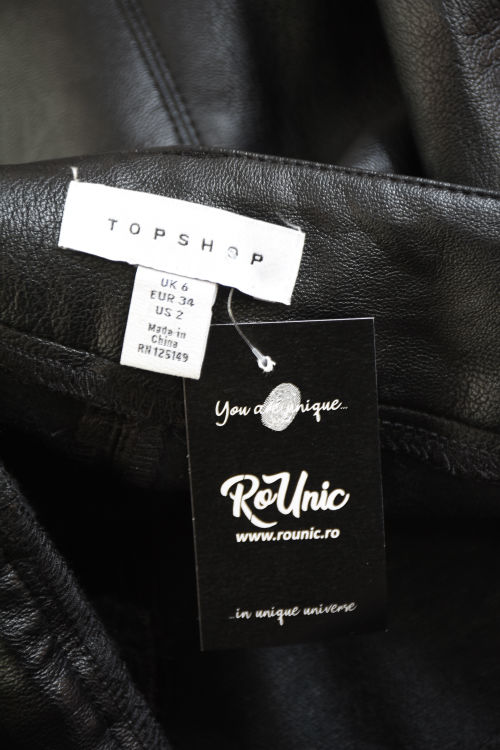 TOPSHOP
UK 6
EUR 34
US 2
Made in
China
RN 125149
You are unique...
RoUnic
www.rounic.ro
...in unique universe